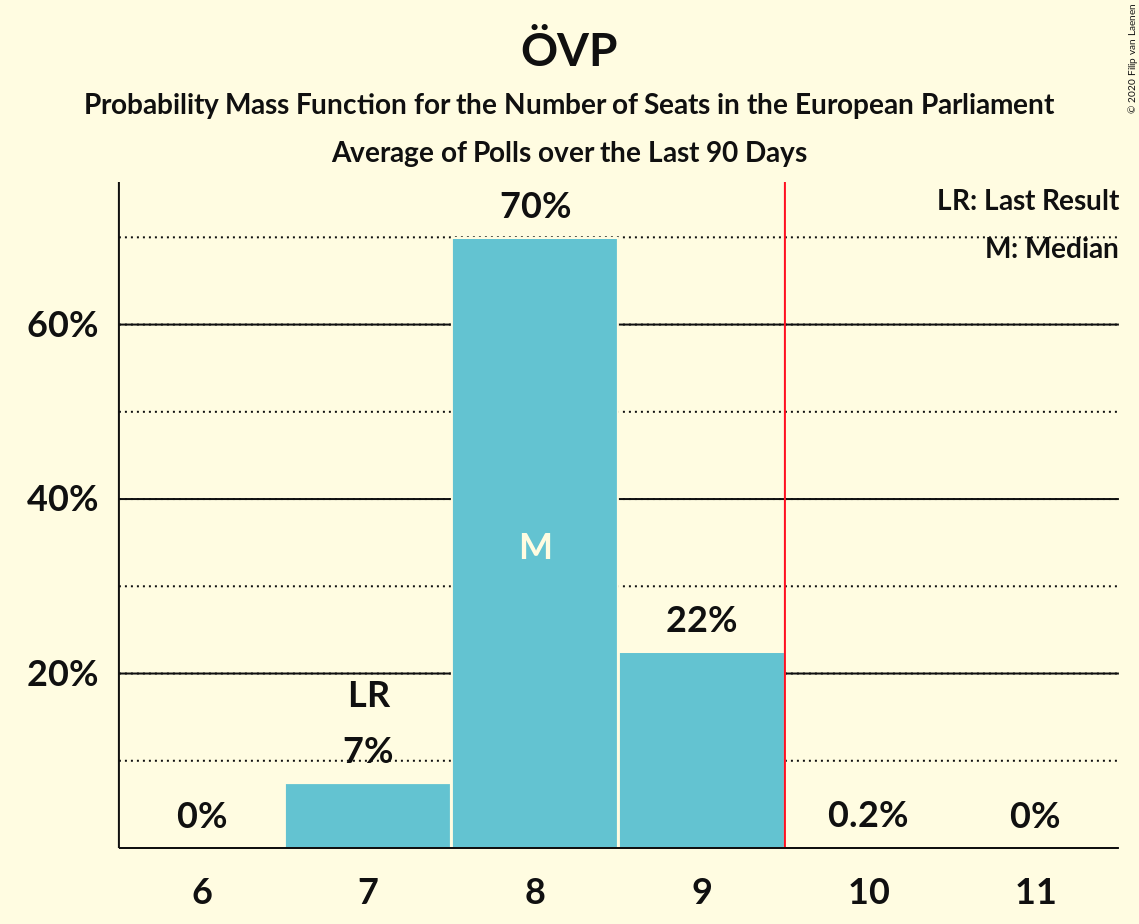 ÖVP
Probability Mass Function for the Number of Seats in the European Parliament
Average of Polls over the Last 90 Days
© 2020 Filip van Laenen
LR: Last Result
M: Median
70%
60%
40%
M
22%
20%
LR
7%
0%
0.2%
0%
6
7
8
9
10
11